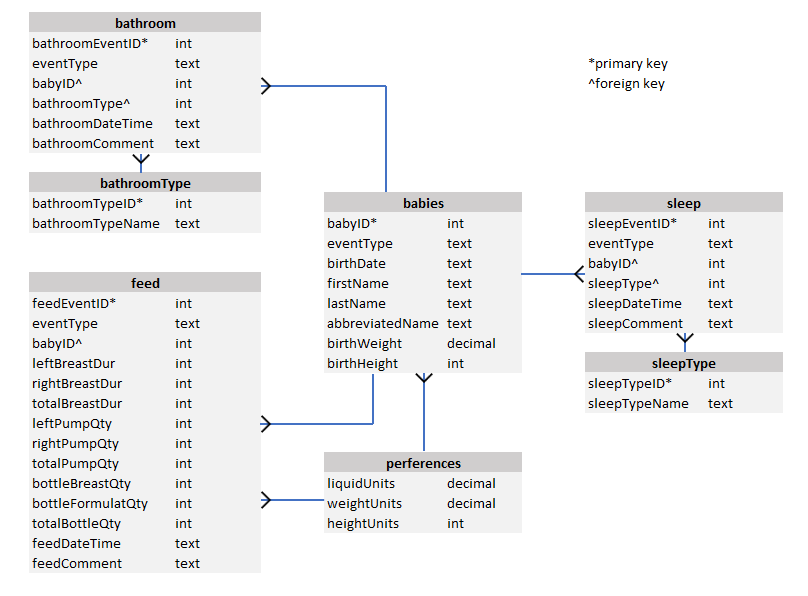 bathroom
bathroomEventID* int
eventType text
babyID^ int
bathroomType^ int
bathroomDateTime text
bathroomComment text
*primary key
^foreign key
bathroomType
bathroomTypeID* int
bathroomTypeName text
babies
babyID* int
eventType text
birthDate text
firstName text
lastName text
abbreviatedName text
birthWeight decimal
birthHeight int
sleep
sleepEventID* int
eventType text
babyID^ int
sleepType^ int
sleepDateTime text
sleepComment text
sleepType
sleepTypeID* int
sleepTypeName text
feed
feedEventID* int
eventType text
babyID^ int
leftBreastDur int
rightBreastDur int
totalBreastDur int
leftPumpQty int
rightPumpQty int
totalPumpQty int
bottleBreastQty int
bottleFormulatQty int
totalBottleQty int
feedDateTime text
feedComment text
perferences
liquidUnits decimal
weightUnits decimal
heightUnits int